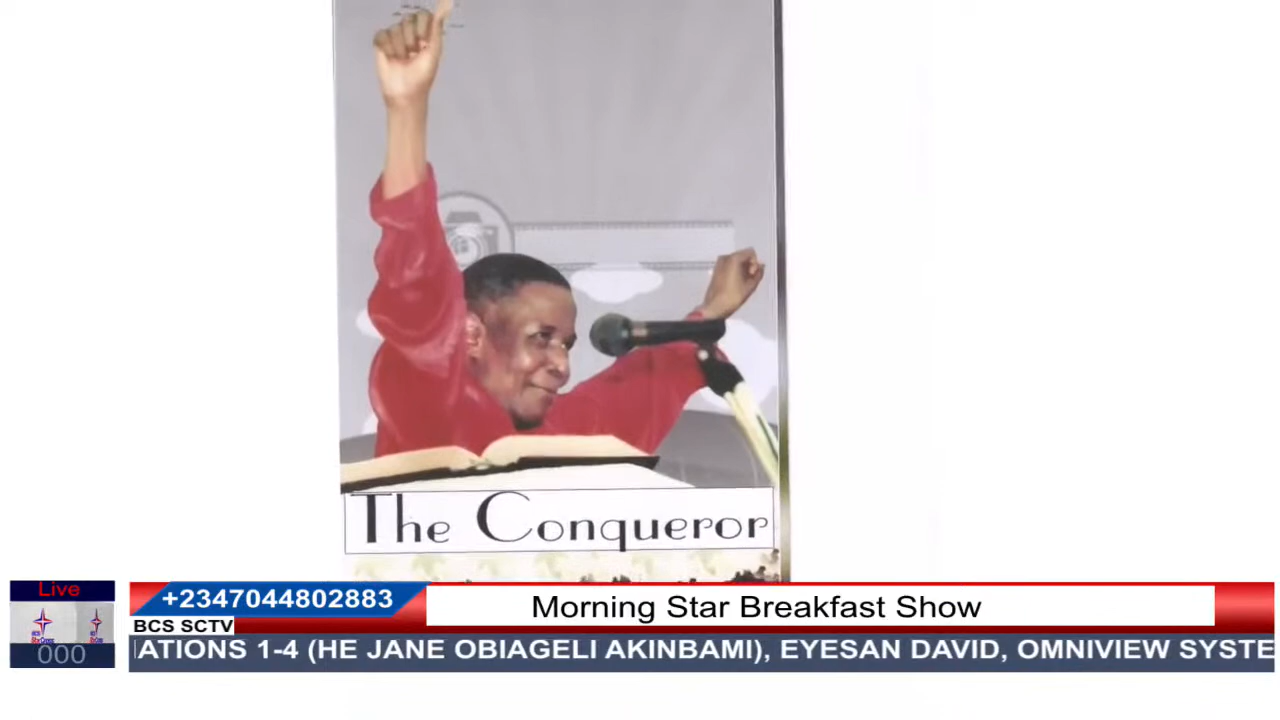 The Conqueror
Live
+2347044802883
Morning Star Breakfast Show
BCS SCTV
000
ATIONS 1-4 (HE JANE OBIAGELI AKINBAMI), EYESAN DAVID, OMNIVIEW SYSTE